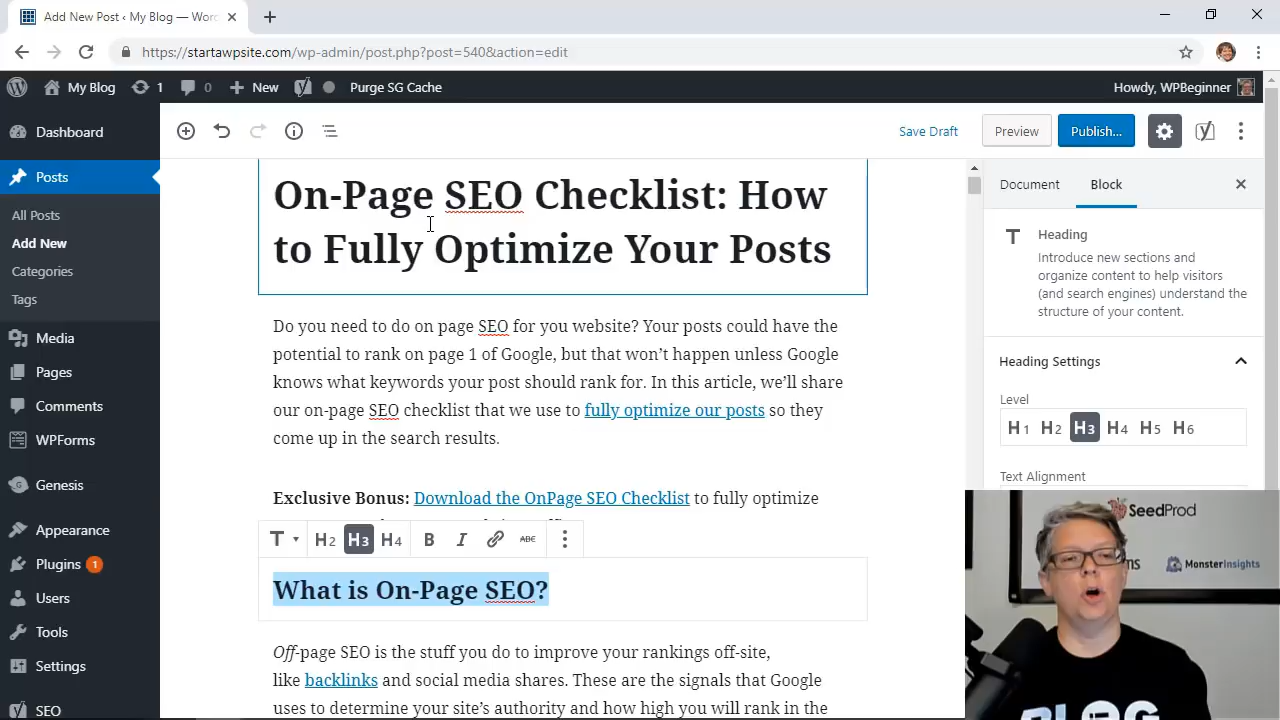 Add New Post ‹ My Blog — Wor
https://startawpsite.com/wp-admin/post.php?post=540&action=edit
My Blog
1
0
New
Purge SG Cache
Howdy, WPBeginner
Dashboard
Posts
All Posts
Add New
Categories
Tags
Media
Pages
Comments
WPForms
Genesis
Appearance
Plugins 1
Users
Tools
Settings
SEO
Save Draft
Preview
Publish...
On-Page SEO Checklist: How
to Fully Optimize Your Posts
Do you need to do on page SEO for you website? Your posts could have the
potential to rank on page 1 of Google, but that won’t happen unless Google
knows what keywords your post should rank for. In this article, we’ll share
our on-page SEO checklist that we use to fully optimize our posts so they
come up in the search results.
Exclusive Bonus: Download the OnPage SEO Checklist to fully optimize
H2 H3 H4 B I ABC
What is On-Page SEO?
Off-page SEO is the stuff you do to improve your rankings off-site,
like backlinks and social media shares. These are the signals that Google
uses to determine your site’s authority and how high you will rank in the
Document
Block
Heading
Introduce new sections and
organize content to help visitors
(and search engines) understand the
structure of your content.
Heading Settings
Level
H1 H2 H3 H4 H5 H6
Text Alignment
SeedProd
ms
MonsterInsights
BLOG